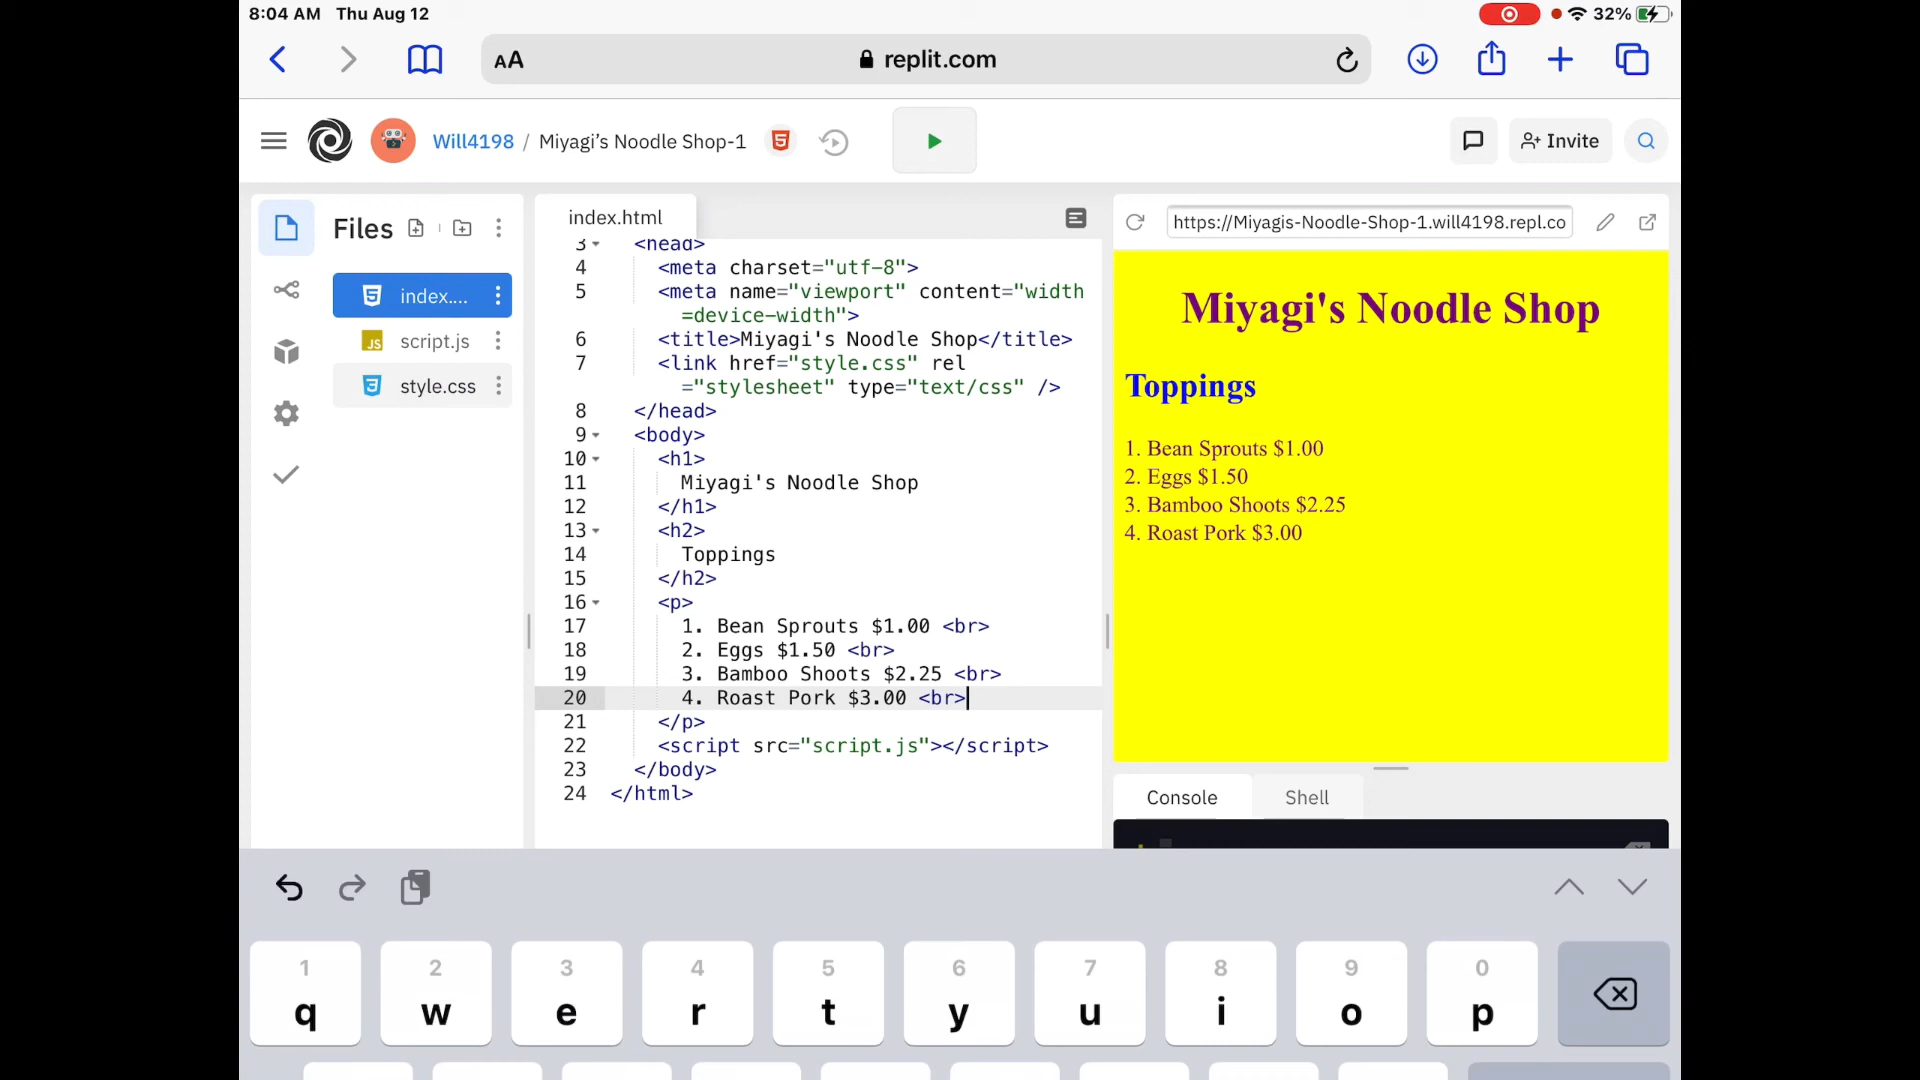 8:04 AM Thu Aug 12
32%
AA
replit.com
Will4198 / Miyagi’s Noodle Shop-1
Invite
Files
index....
script.js
style.css
index.html
3 <head>
4 <meta charset="utf-8">
5 <meta name="viewport" content="width
=device-width">
6 <title>Miyagi's Noodle Shop</title>
7 <link href="style.css" rel
="stylesheet" type="text/css" />
8 </head>
9 <body>
10 <h1>
11 Miyagi's Noodle Shop
12 </h1>
13 <h2>
14 Toppings
15 </h2>
16 <p>
17 1. Bean Sprouts $1.00 <br>
18 2. Eggs $1.50 <br>
19 3. Bamboo Shoots $2.25 <br>
20 4. Roast Pork $3.00 <br>
21 </p>
22 <script src="script.js"></script>
23 </body>
24 </html>
https://Miyagis-Noodle-Shop-1.will4198.repl.co
Miyagi's Noodle Shop
Toppings
1. Bean Sprouts $1.00
2. Eggs $1.50
3. Bamboo Shoots $2.25
4. Roast Pork $3.00
Console
Shell
1 2 3 4 5 6 7 8 9 0
q w e r t y u i o p